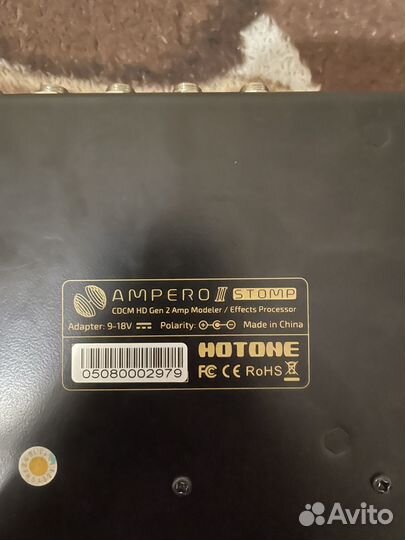 AMPERO II STOMP
CDCM HD Gen 2 Amp Modeler / Effects Processor
Adapter: 9-18V Polarity: Made in China
HOTONE
05080002979
FC CE RoHS
Avito